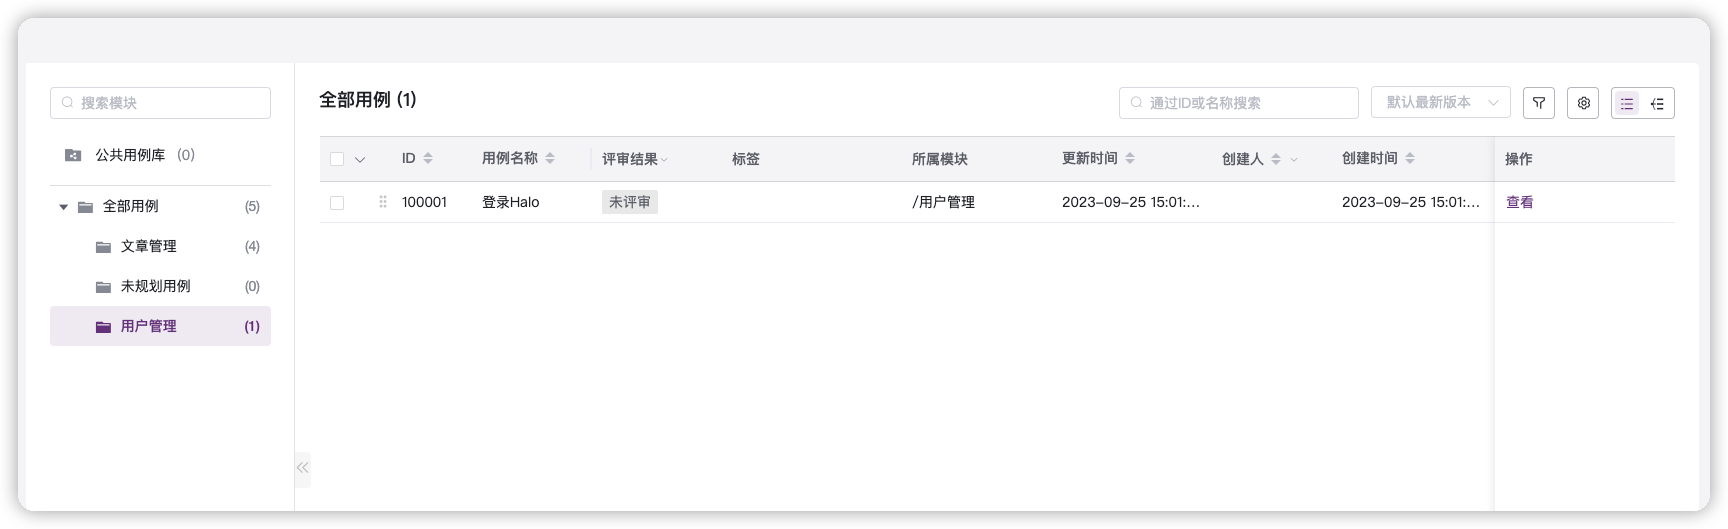 搜索模块
公共用例库 (0)
全部用例 (5)
文章管理 (4)
未规划用例 (0)
用户管理 (1)
全部用例 (1)
通过ID或名称搜索 默认最新版本
ID 用例名称 评审结果 标签 所属模块 更新时间 创建人 创建时间 操作
100001 登录Halo 未评审 /用户管理 2023-09-25 15:01:... 2023-09-25 15:01:... 查看